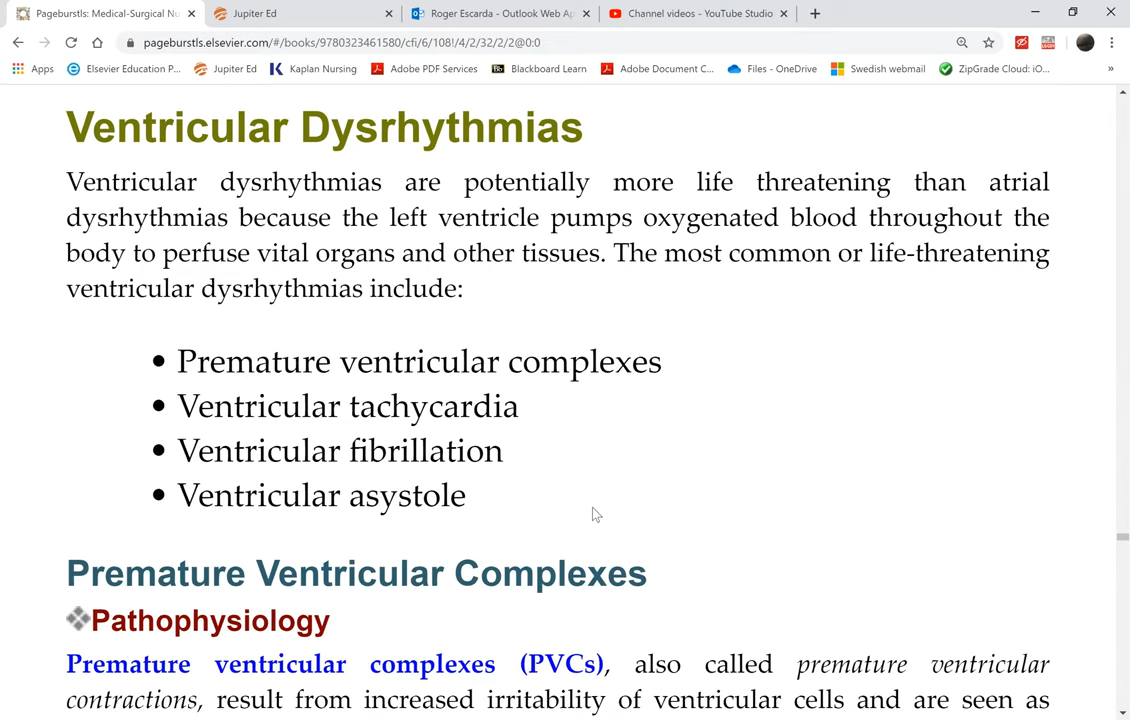 Pageburstls: Medical-Surgical Nu
Jupiter Ed
Roger Escarda - Outlook Web Ap
Channel videos - YouTube Studio
pageburstls.elsevier.com/#/books/9780323461580/cfi/6/108!/4/2/32/2/2@0:0
Apps
Elsevier Education P...
Jupiter Ed
Kaplan Nursing
Adobe PDF Services
Bb
Blackboard Learn
Adobe Document C...
Files - OneDrive
Swedish webmail
ZipGrade Cloud: iO...
»
Ventricular Dysrhythmias
Ventricular dysrhythmias are potentially more life threatening than atrial
dysrhythmias because the left ventricle pumps oxygenated blood throughout the
body to perfuse vital organs and other tissues. The most common or life-threatening
ventricular dysrhythmias include:
• Premature ventricular complexes
• Ventricular tachycardia
• Ventricular fibrillation
• Ventricular asystole
Premature Ventricular Complexes
Pathophysiology
Premature ventricular complexes (PVCs), also called premature ventricular
contractions, result from increased irritability of ventricular cells and are seen as